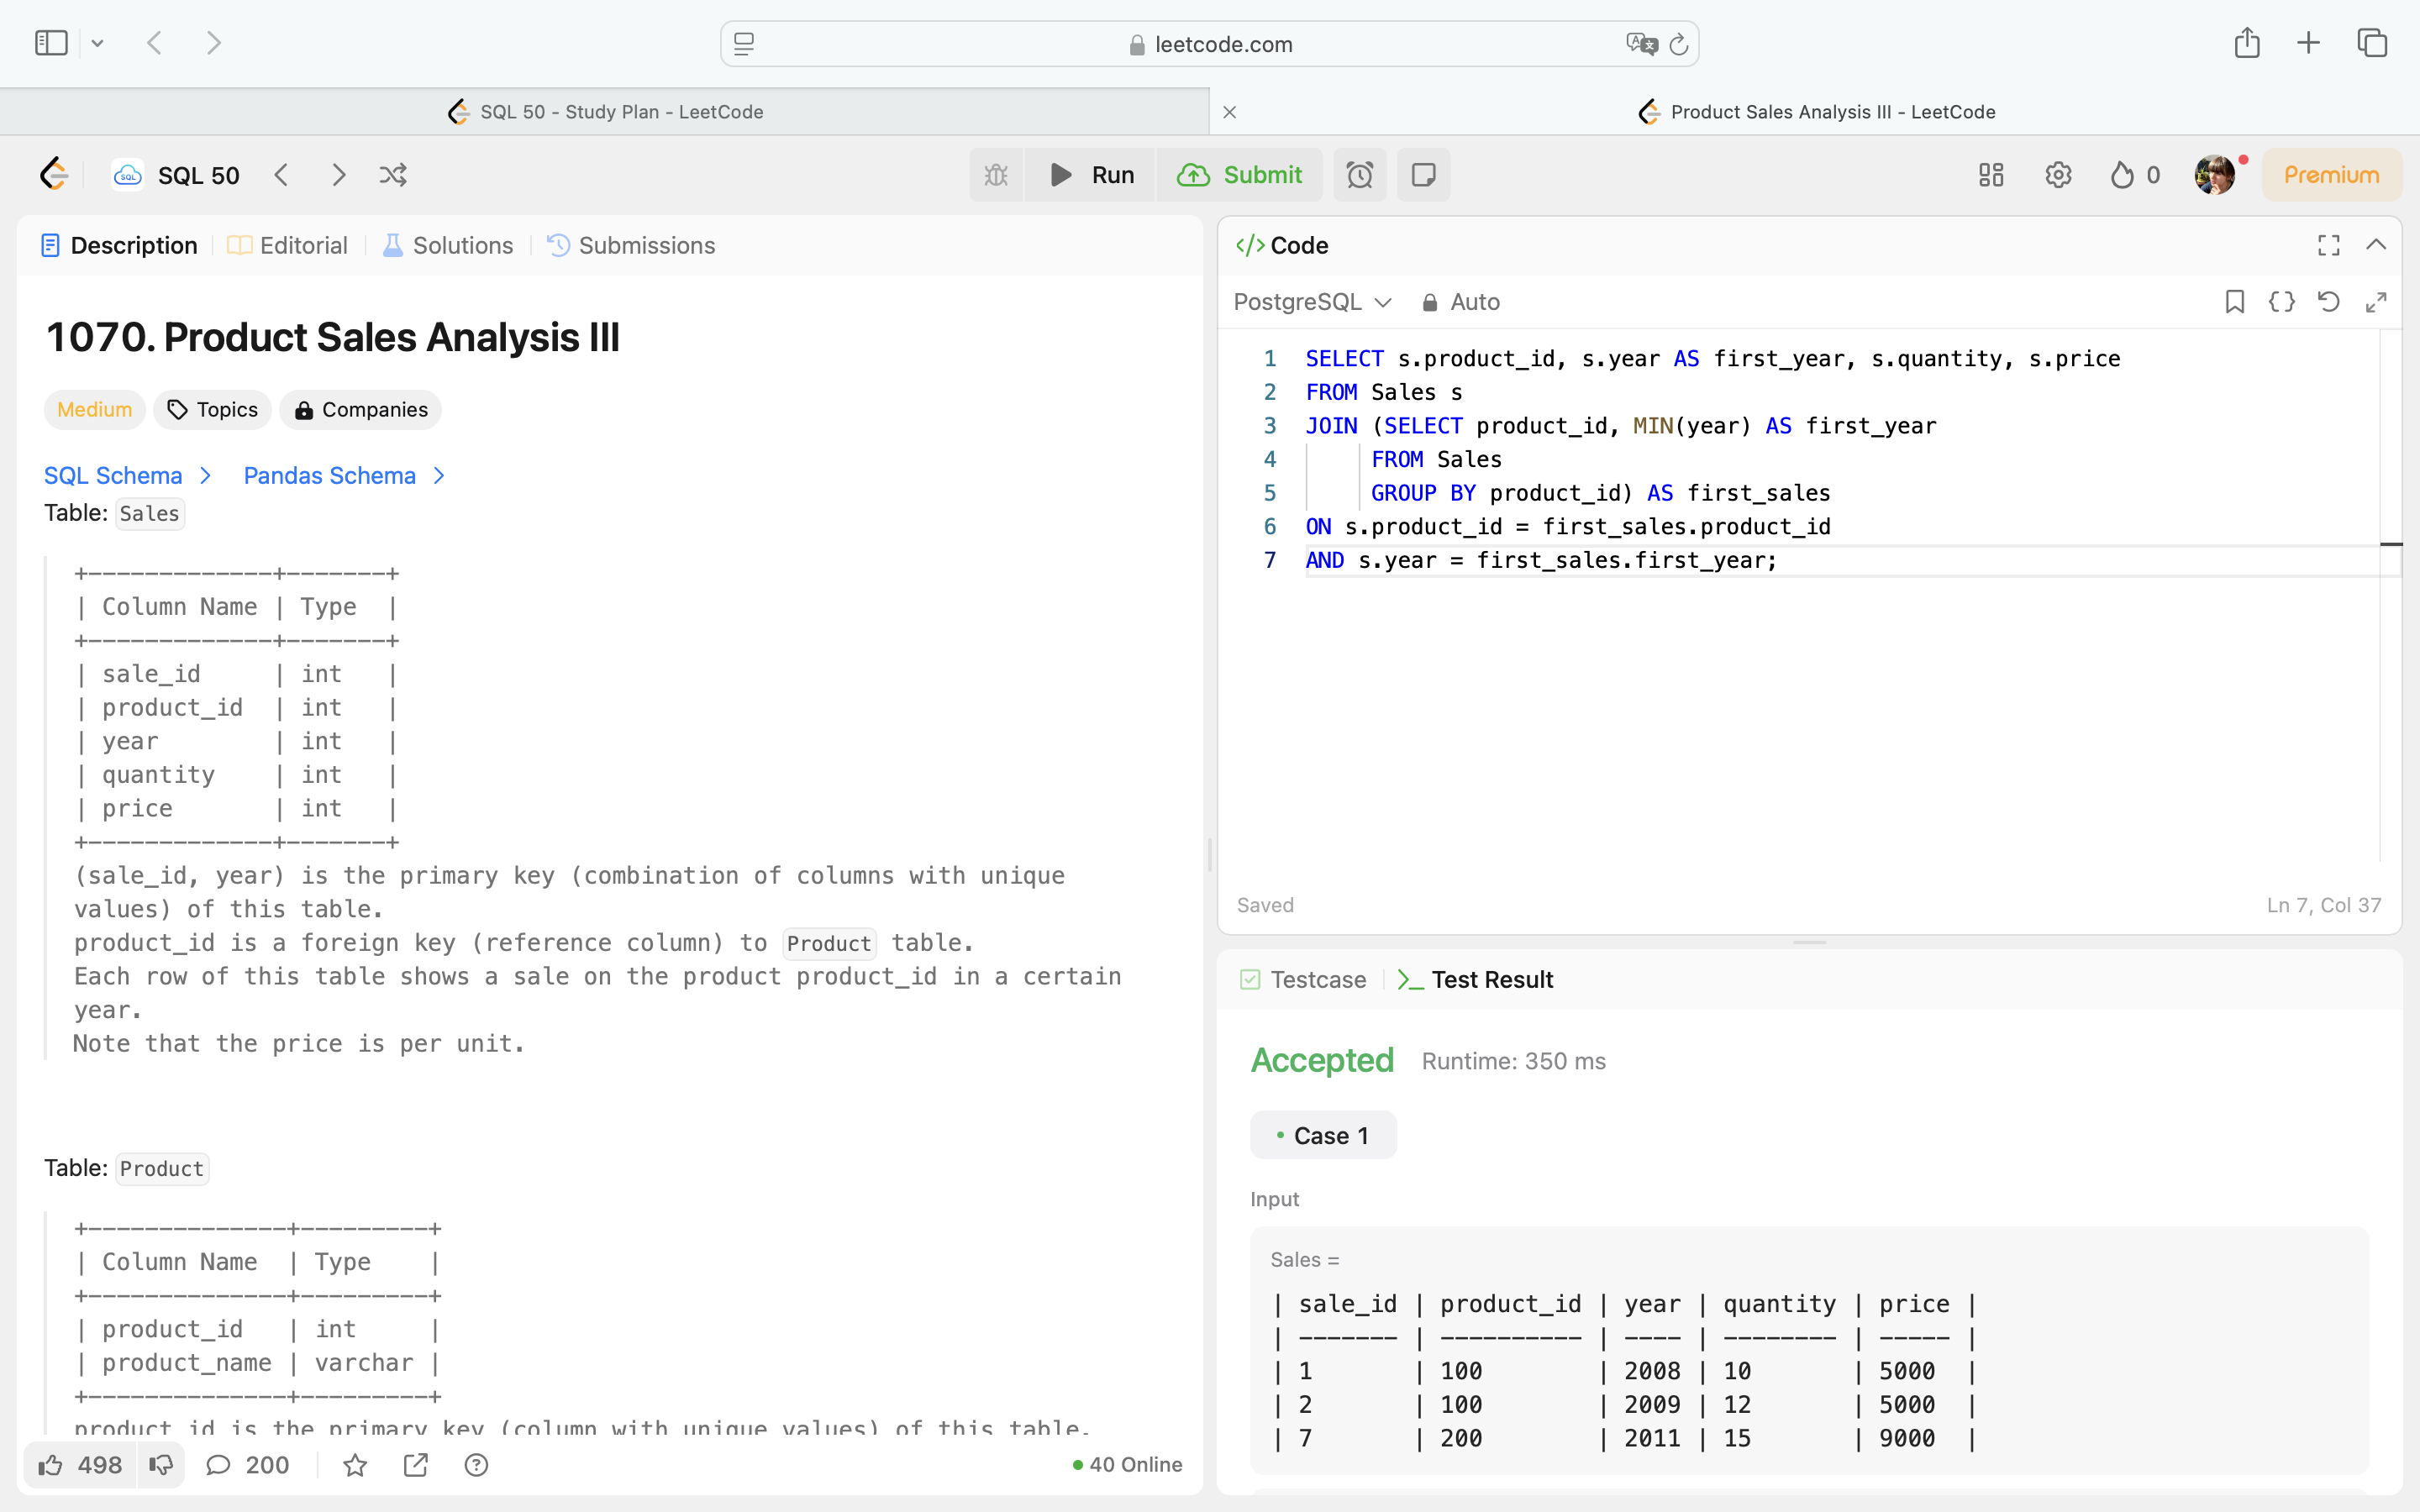 leetcode.com
SQL 50 - Study Plan - LeetCode
Product Sales Analysis III - LeetCode
SQL 50
Run
Submit
0
Premium
Description
Editorial
Solutions
Submissions
1070. Product Sales Analysis III
Medium
Topics
Companies
SQL Schema
Pandas Schema
Table: Sales
+-------------+-------+
| Column Name | Type  |
+-------------+-------+
| sale_id     | int   |
| product_id  | int   |
| year        | int   |
| quantity    | int   |
| price       | int   |
+-------------+-------+
(sale_id, year) is the primary key (combination of columns with unique
values) of this table.
product_id is a foreign key (reference column) to Product table.
Each row of this table shows a sale on the product product_id in a certain
year.
Note that the price is per unit.
Table: Product
+--------------+---------+
| Column Name  | Type    |
+--------------+---------+
| product_id   | int     |
| product_name | varchar |
+--------------+---------+
product_id is the primary key (column with unique values) of this table.
498
200
40 Online
</> Code
PostgreSQL
Auto
1 SELECT s.product_id, s.year AS first_year, s.quantity, s.price
2 FROM Sales s
3 JOIN (SELECT product_id, MIN(year) AS first_year
4      FROM Sales
5      GROUP BY product_id) AS first_sales
6 ON s.product_id = first_sales.product_id
7 AND s.year = first_sales.first_year;
Saved
Ln 7, Col 37
Testcase
>_ Test Result
Accepted
Runtime: 350 ms
• Case 1
Input
Sales =
| sale_id | product_id | year | quantity | price |
| ------- | ---------- | ---- | -------- | ----- |
| 1       | 100        | 2008 | 10       | 5000  |
| 2       | 100        | 2009 | 12       | 5000  |
| 7       | 200        | 2011 | 15       | 9000  |